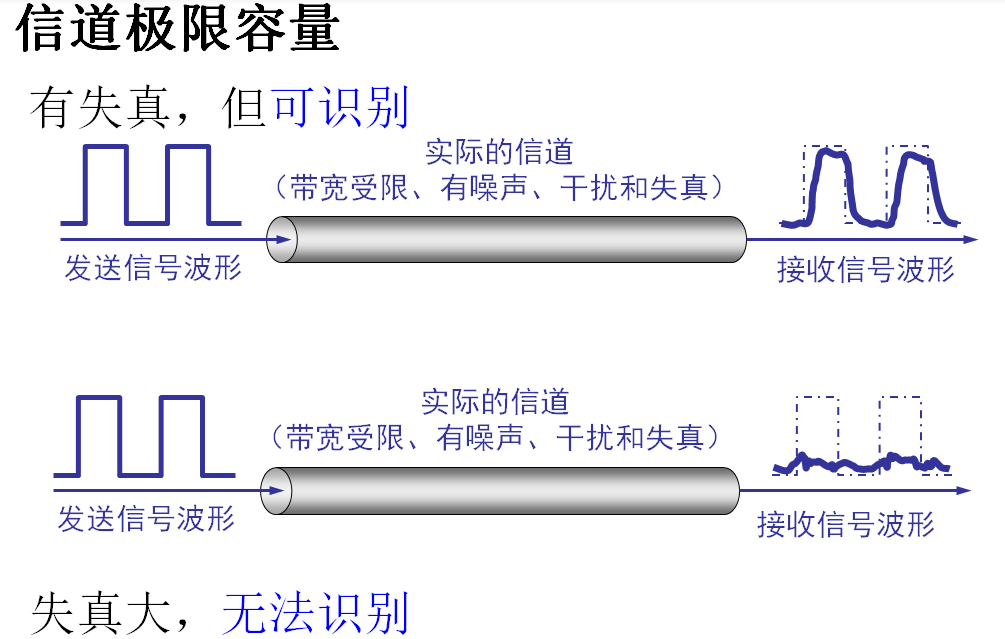 信道极限容量
有失真，但可识别
实际的信道
（带宽受限、有噪声、干扰和失真）
发送信号波形
接收信号波形
实际的信道
（带宽受限、有噪声、干扰和失真）
发送信号波形
接收信号波形
失真大，无法识别